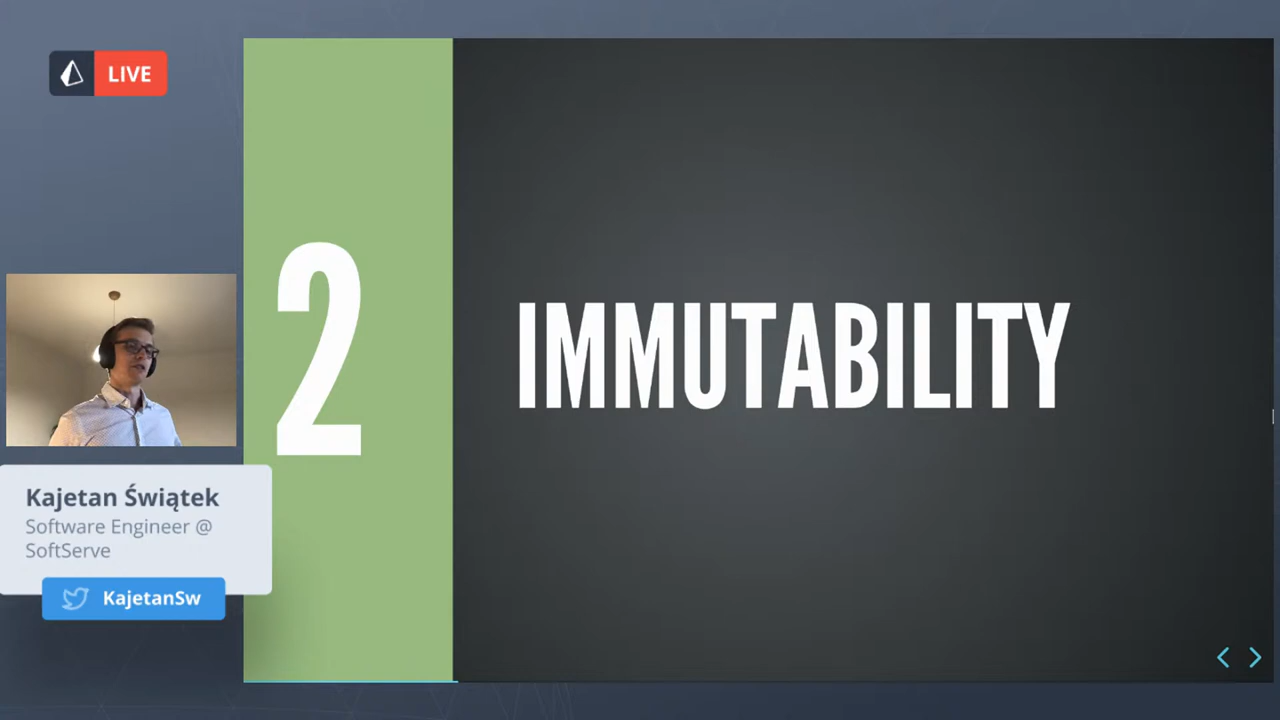 LIVE
2
IMMUTABILITY
Kajetan Świątek
Software Engineer @
SoftServe
KajetanSw